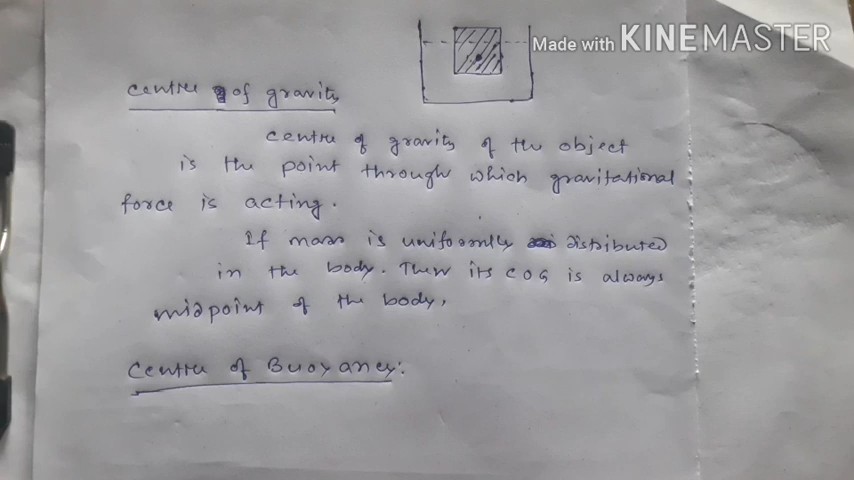 Made with KINEMASTER
Centre of gravity
Centre of gravity of the object
is the point through which gravitational
force is acting.
If mass is uniformly distributed
in the body. Then its COG is always
midpoint of the body,
Centre of Buoyancy: